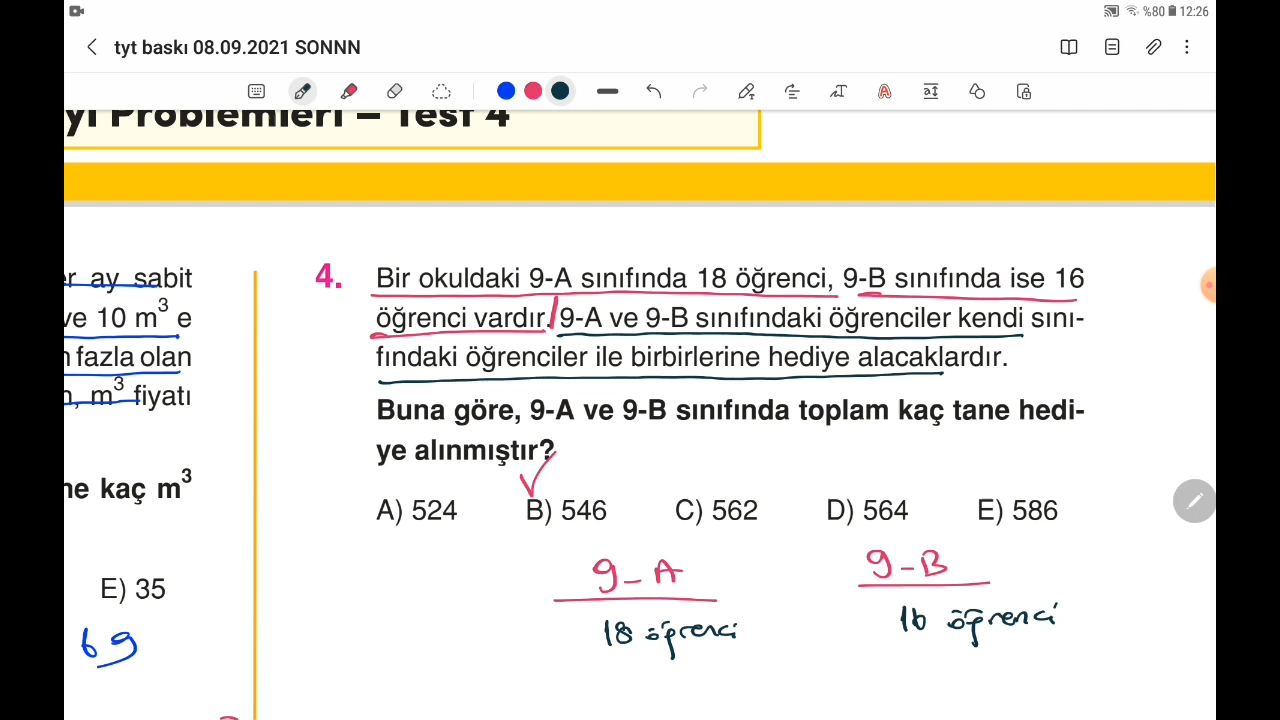 %80 12:26
tyt baskı 08.09.2021 SONNN
yi Problemleri – Test 4
er ay sabit
ve 10 m³ e
n fazla olan
m³ fiyatı
ne kaç m³
E) 35
69
4. Bir okuldaki 9-A sınıfında 18 öğrenci, 9-B sınıfında ise 16
öğrenci vardır. 9-A ve 9-B sınıfındaki öğrenciler kendi sını-
fındaki öğrenciler ile birbirlerine hediye alacaklardır.
Buna göre, 9-A ve 9-B sınıfında toplam kaç tane hedi-
ye alınmıştır?
A) 524 B) 546 C) 562 D) 564 E) 586
9-A 9-B
18 öğrenci 16 öğrenci